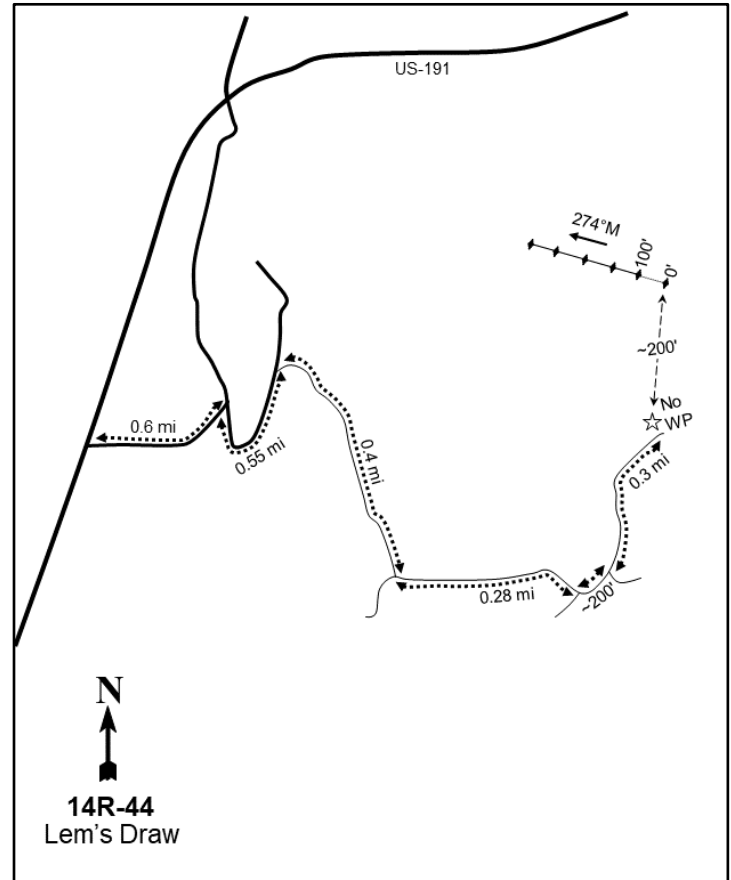 US-191
274°M
100'
0'
~200'
No
WP
0.6 mi
0.55 mi
0.4 mi
0.3 mi
0.28 mi
~200'
N
14R-44
Lem's Draw